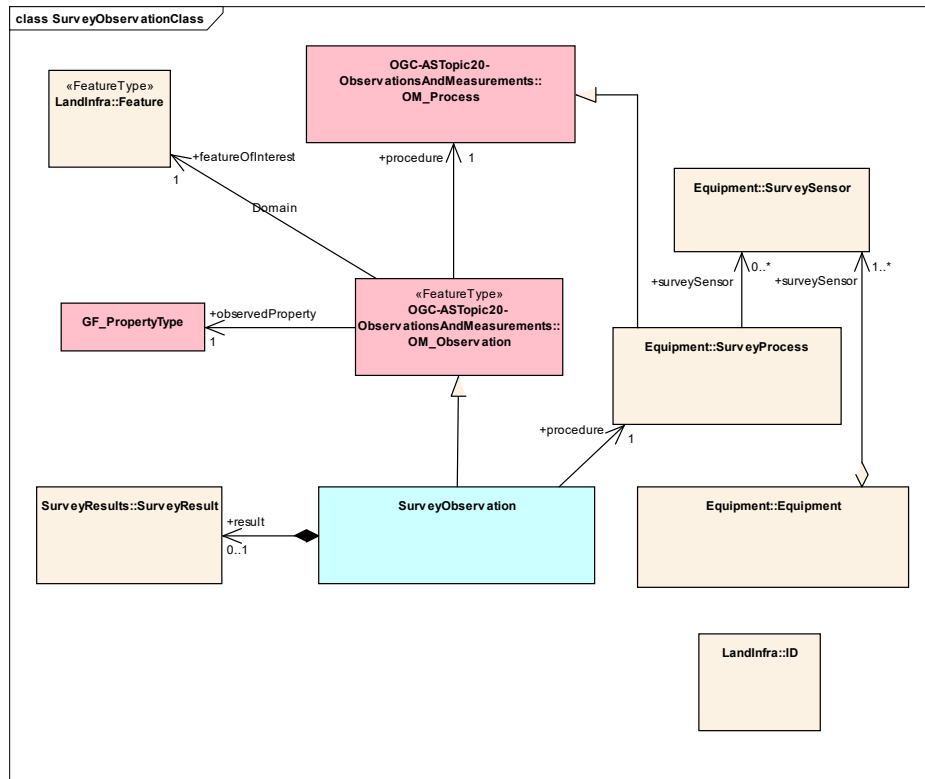 class SurveyObservationClass
OGC-ASTopic20-
ObservationsAndMeasurements::
OM_Process
«FeatureType»
LandInfra::Feature
+featureOfInterest
1
+procedure
1
Domain
Equipment::SurveySensor
0..*
+surveySensor
1..*
+surveySensor
«FeatureType»
OGC-ASTopic20-
ObservationsAndMeasurements::
OM_Observation
GF_PropertyType
+observedProperty
1
Equipment::SurveyProcess
+procedure
1
SurveyResults::SurveyResult
+result
0..1
SurveyObservation
Equipment::Equipment
LandInfra::ID